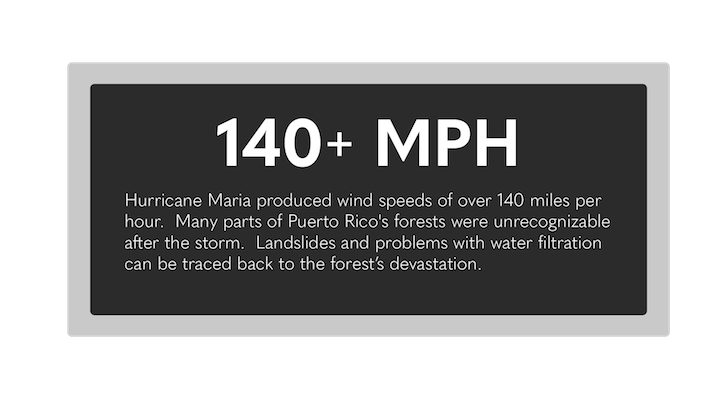 140+ MPH
Hurricane Maria produced wind speeds of over 140 miles per
hour.  Many parts of Puerto Rico's forests were unrecognizable
after the storm.  Landslides and problems with water filtration
can be traced back to the forest’s devastation.